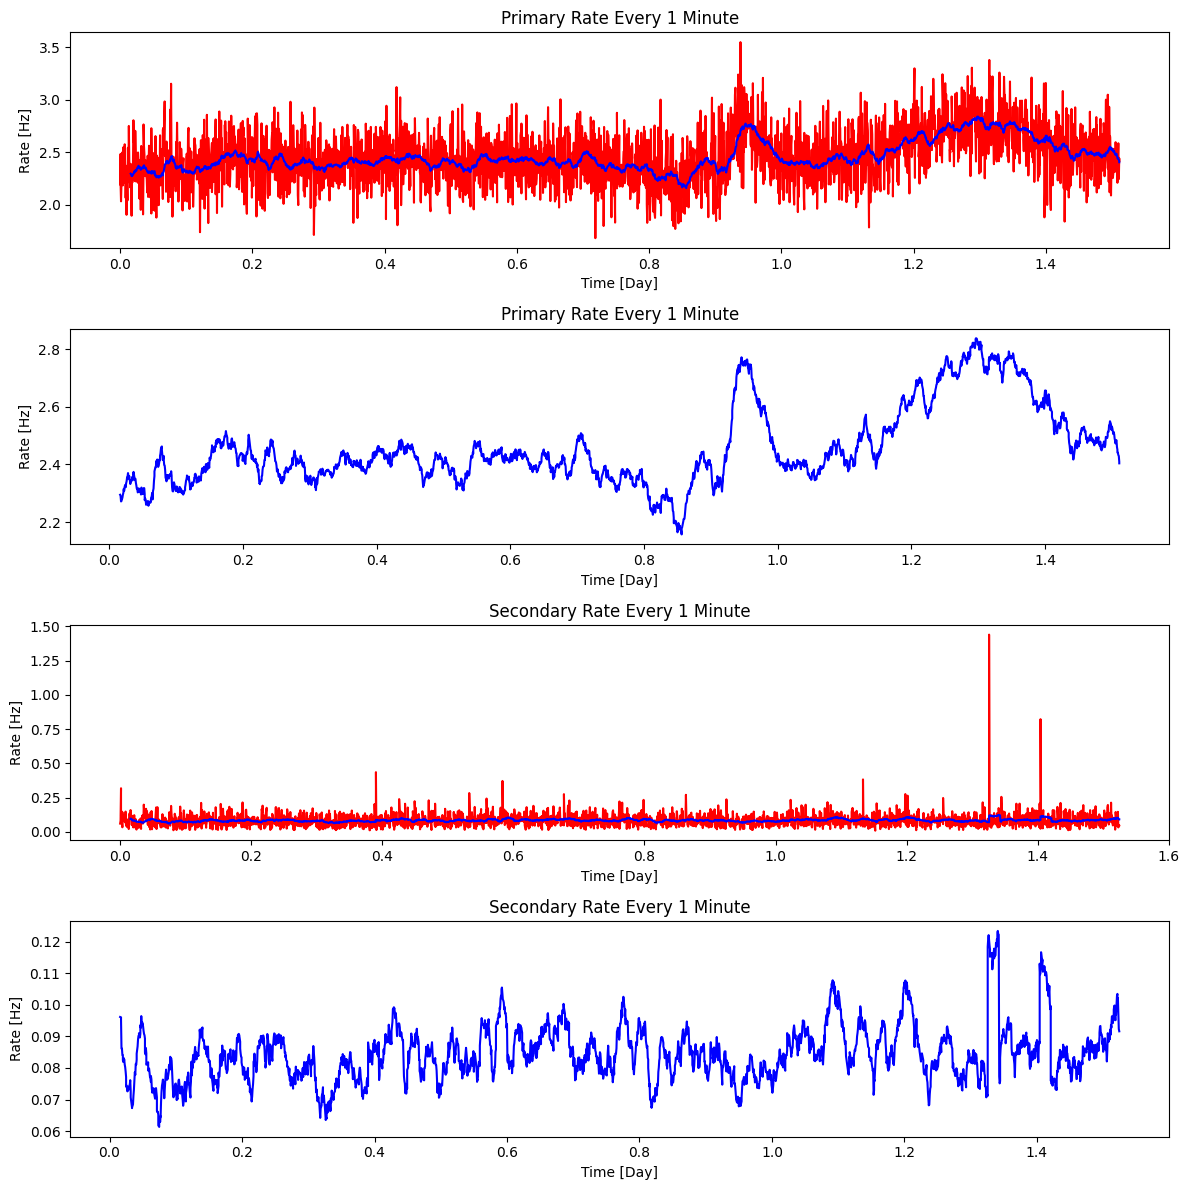 Primary Rate Every 1 Minute
3.5
3.0
2.5
2.0
Rate [Hz]
0.0 0.2 0.4 0.6 0.8 1.0 1.2 1.4
Time [Day]
Primary Rate Every 1 Minute
2.8
2.6
2.4
2.2
Rate [Hz]
0.0 0.2 0.4 0.6 0.8 1.0 1.2 1.4
Time [Day]
Secondary Rate Every 1 Minute
1.50
1.25
1.00
0.75
0.50
0.25
0.00
Rate [Hz]
0.0 0.2 0.4 0.6 0.8 1.0 1.2 1.4 1.6
Time [Day]
Secondary Rate Every 1 Minute
0.12
0.11
0.10
0.09
0.08
0.07
0.06
Rate [Hz]
0.0 0.2 0.4 0.6 0.8 1.0 1.2 1.4
Time [Day]